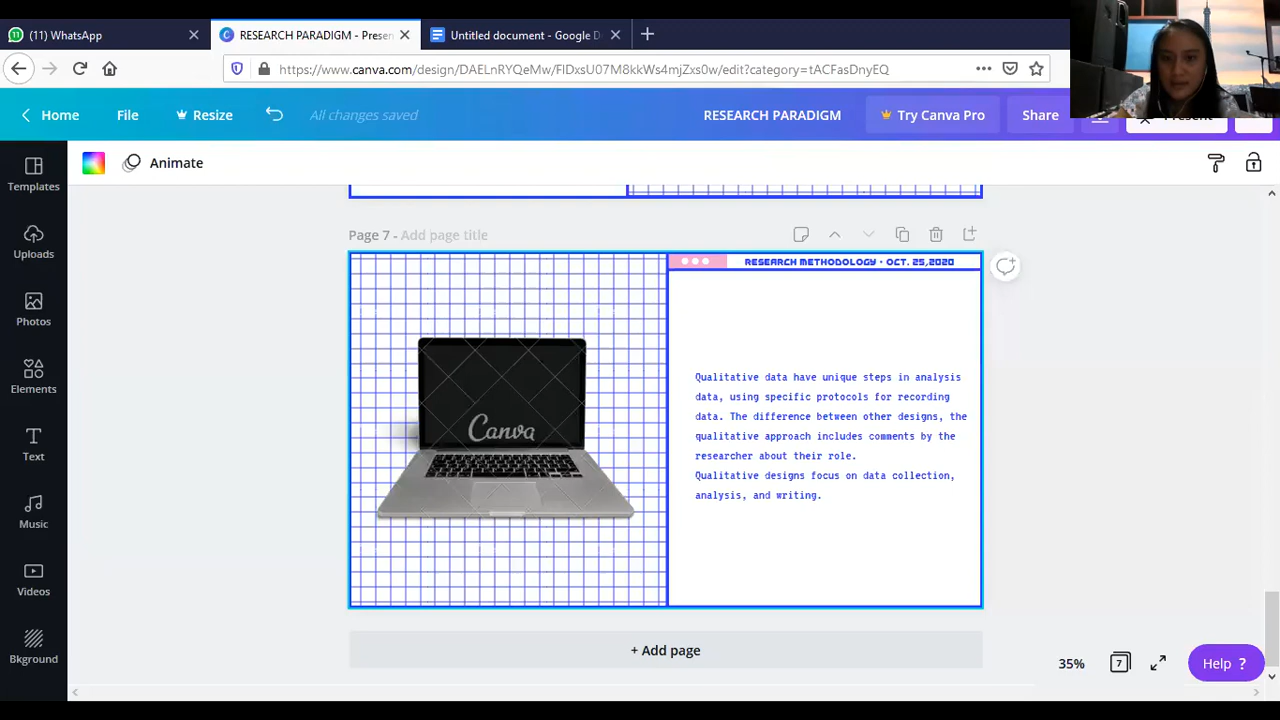 (11) WhatsApp
RESEARCH PARADIGM - Presen
Untitled document - Google D
https://www.canva.com/design/DAELnRYQeMw/FlDxsU07M8kkWs4mjZxs0w/edit?category=tACFasDnyEQ
Home
File
Resize
All changes saved
RESEARCH PARADIGM
Try Canva Pro
Share
Present
Animate
Templates
Uploads
Photos
Elements
Text
Music
Videos
Bkground
Page 7 - Add page title
RESEARCH METHODOLOGY • OCT. 25,2020
Canva
Qualitative data have unique steps in analysis
data, using specific protocols for recording
data. The difference between other designs, the
qualitative approach includes comments by the
researcher about their role.
Qualitative designs focus on data collection,
analysis, and writing.
+ Add page
35%
7
Help ?